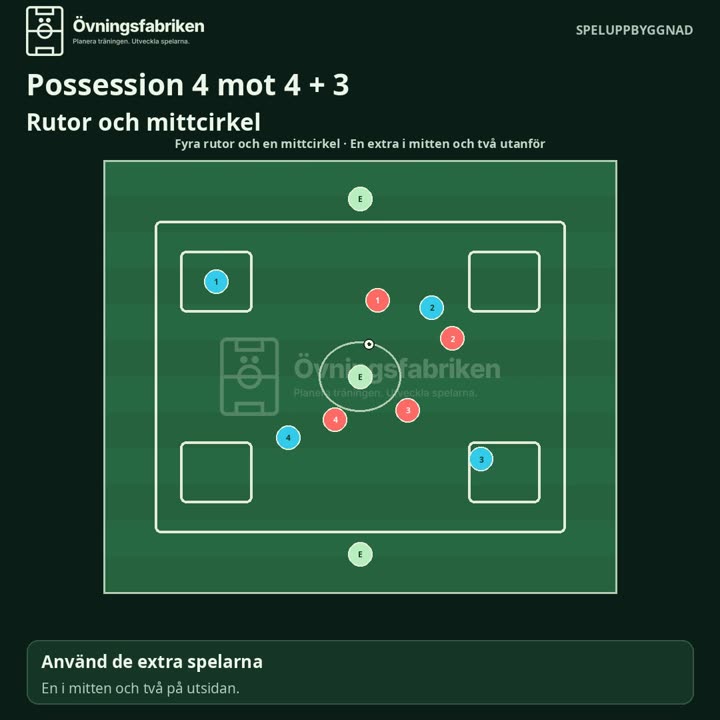 Övningsfabriken
Planera träningen. Utveckla spelarna.
SPELUPPBYGGNAD
Possession 4 mot 4 + 3
Rutor och mittcirkel
Fyra rutor och en mittcirkel · En extra i mitten och två utanför
E
1
1
2
2
Övningsfabriken
E
Planera träningen. Utveckla spelarna.
3
4
4
3
E
Använd de extra spelarna
En i mitten och två på utsidan.